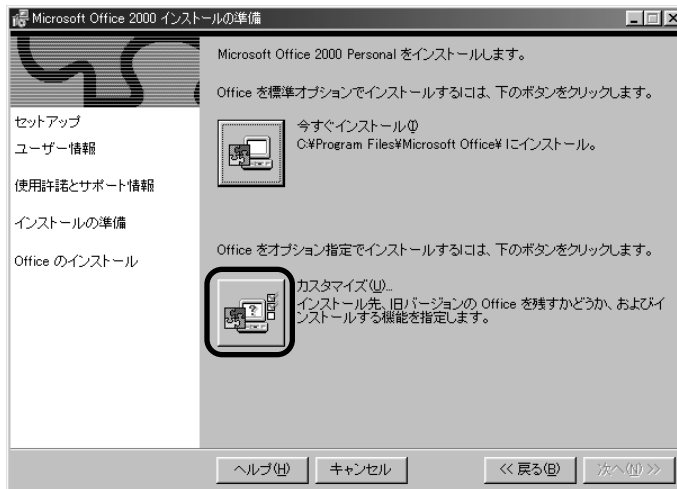 Microsoft Office 2000 インストールの準備
Microsoft Office 2000 Personal をインストールします。
Office を標準オプションでインストールするには、下のボタンをクリックします。
今すぐインストール(I)
C:¥Program Files¥Microsoft Office¥ にインストール。
セットアップ
ユーザー情報
使用許諾とサポート情報
インストールの準備
Office のインストール
Office をオプション指定でインストールするには、下のボタンをクリックします。
カスタマイズ(U)...
インストール先、旧バージョンの Office を残すかどうか、およびイ
ンストールする機能を指定します。
ヘルプ(H)
キャンセル
<< 戻る(B)
次へ(N) >>